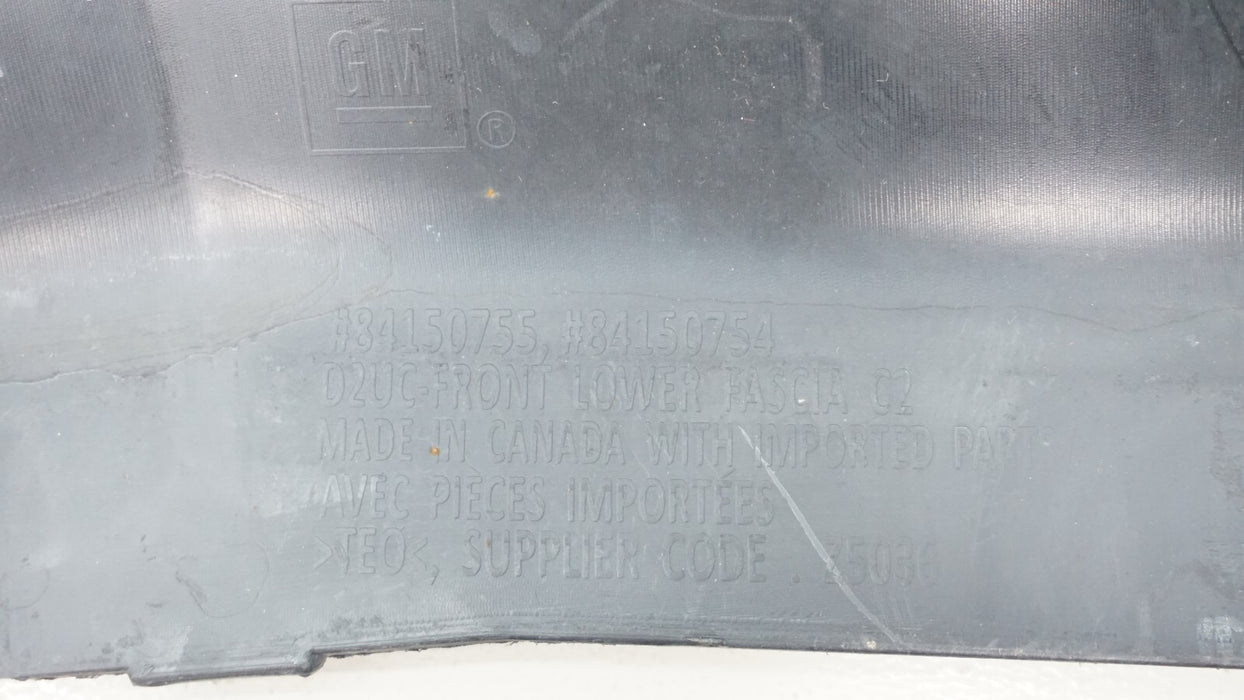 GM
®
#84150755, #84150754
D2UC-FRONT LOWER FASCIA C2
MADE IN CANADA WITH IMPORTED PARTS
AVEC PIÈCES IMPORTÉES
>TEO<, SUPPLIER CODE .